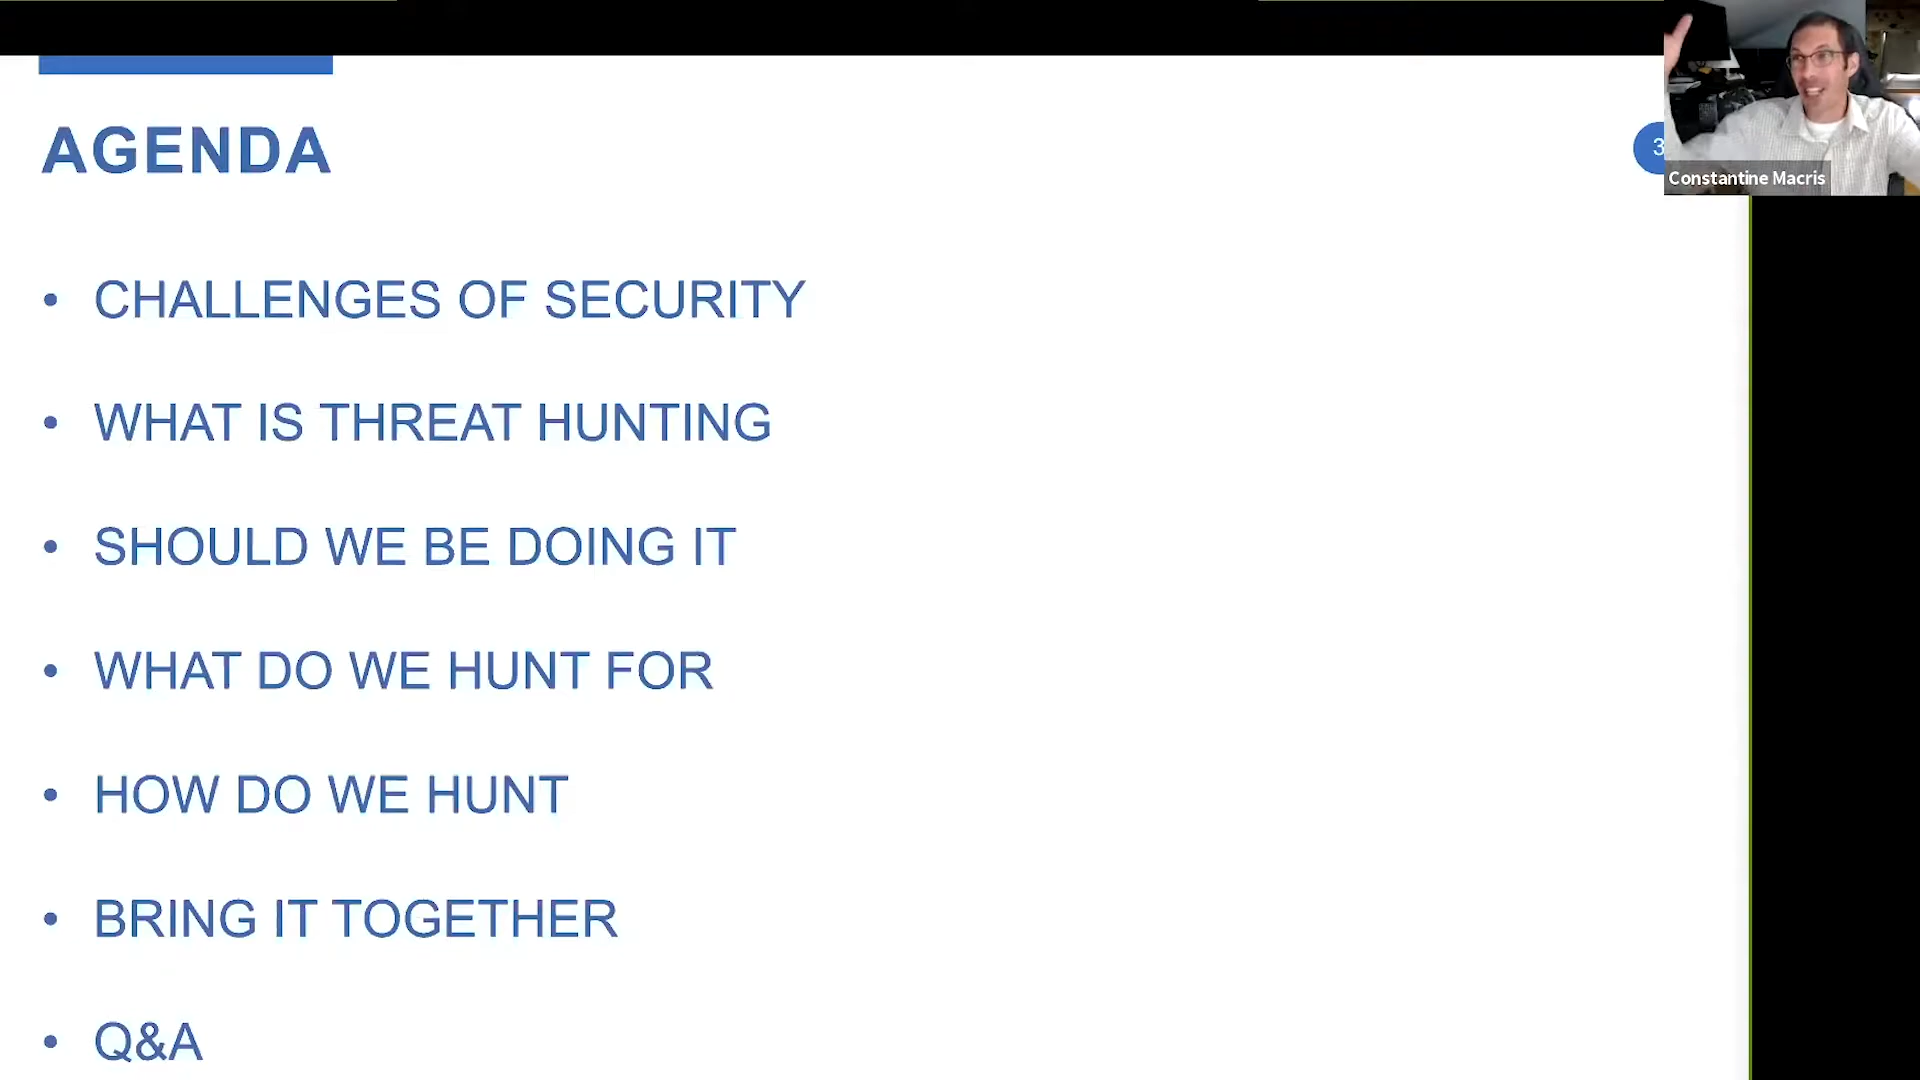 AGENDA
3
Constantine Macris
• CHALLENGES OF SECURITY
• WHAT IS THREAT HUNTING
• SHOULD WE BE DOING IT
• WHAT DO WE HUNT FOR
• HOW DO WE HUNT
• BRING IT TOGETHER
• Q&A